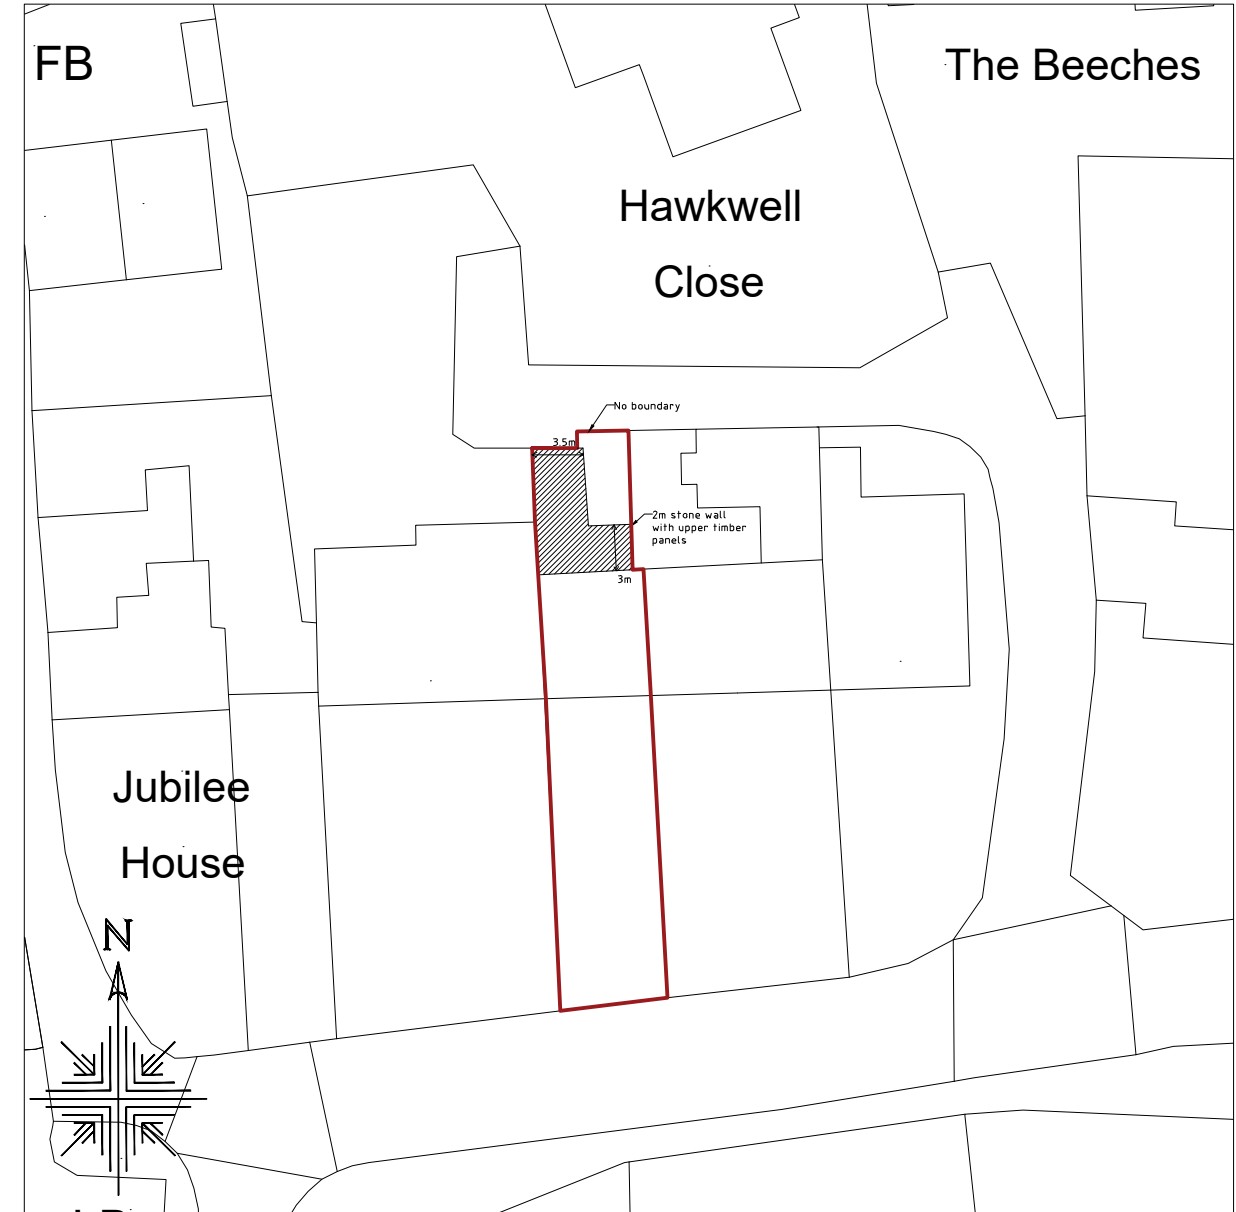 FB
The Beeches
Hawkwell
Close
No boundary
3.5m
2m stone wall
with upper timber
panels
3m
Jubilee
House
N